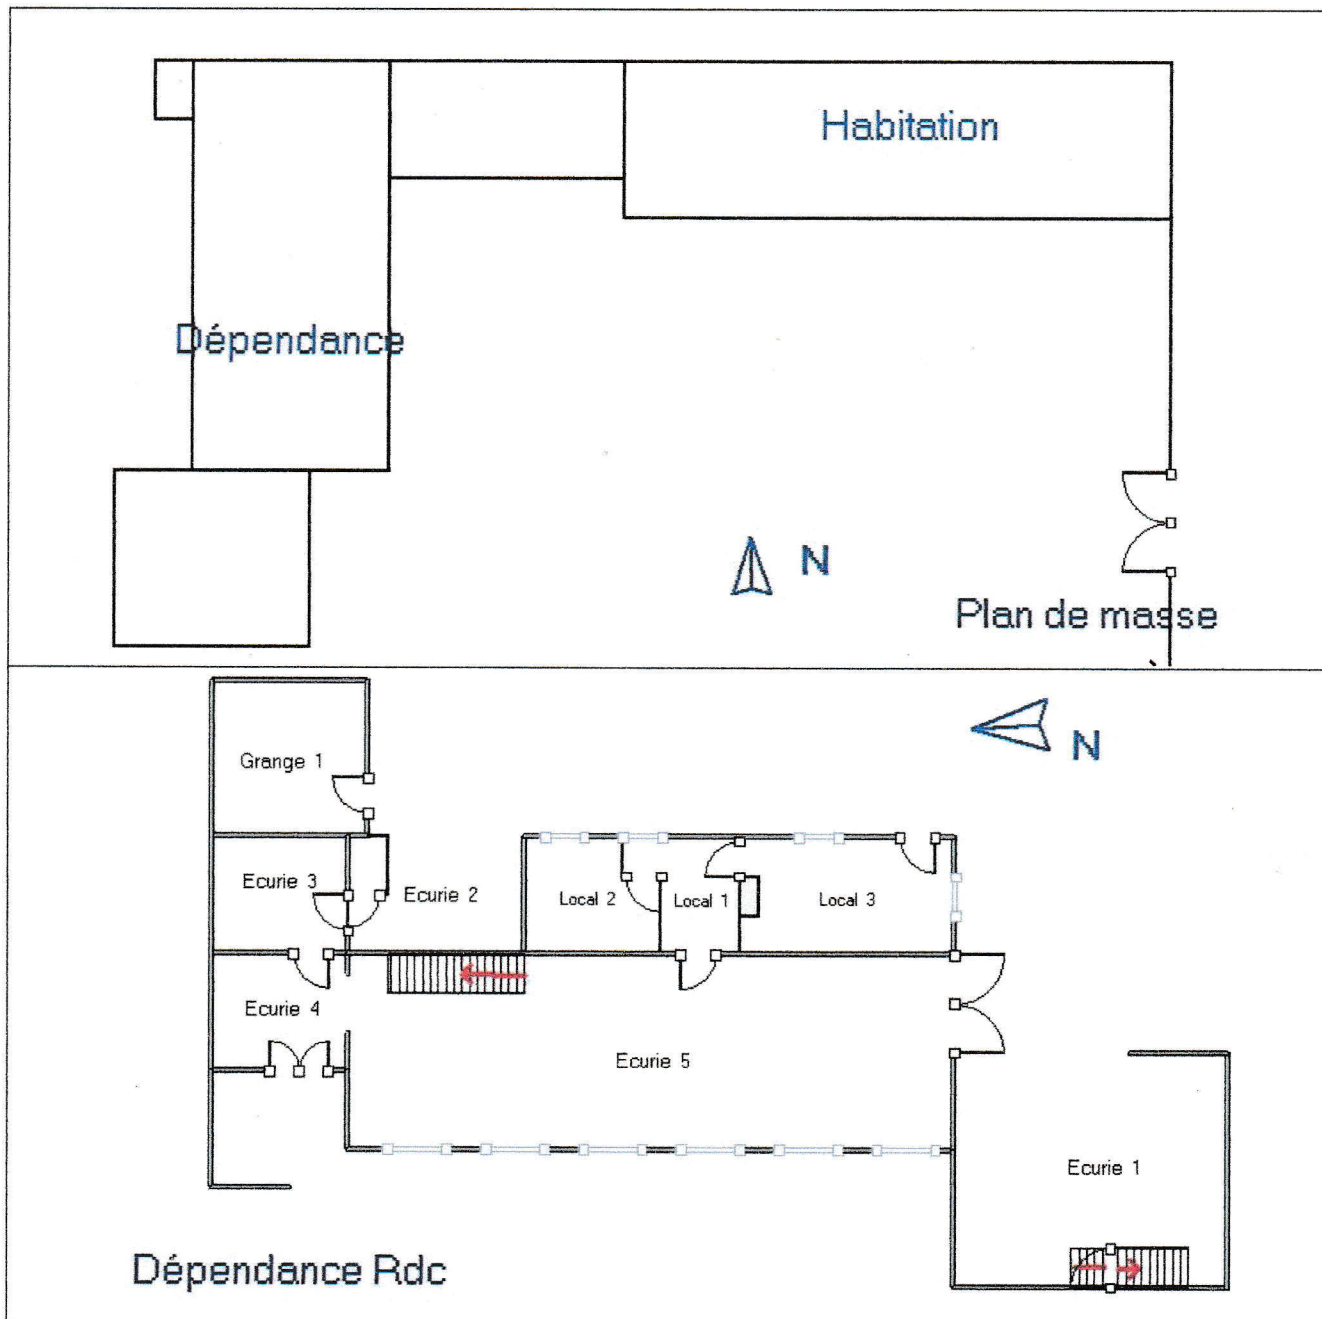 Habitation
Dépendance
N
Plan de masse
N
Grange 1
Ecurie 3
Ecurie 2
Local 2
Local 1
Local 3
Ecurie 4
Ecurie 5
Ecurie 1
Dépendance Rdc